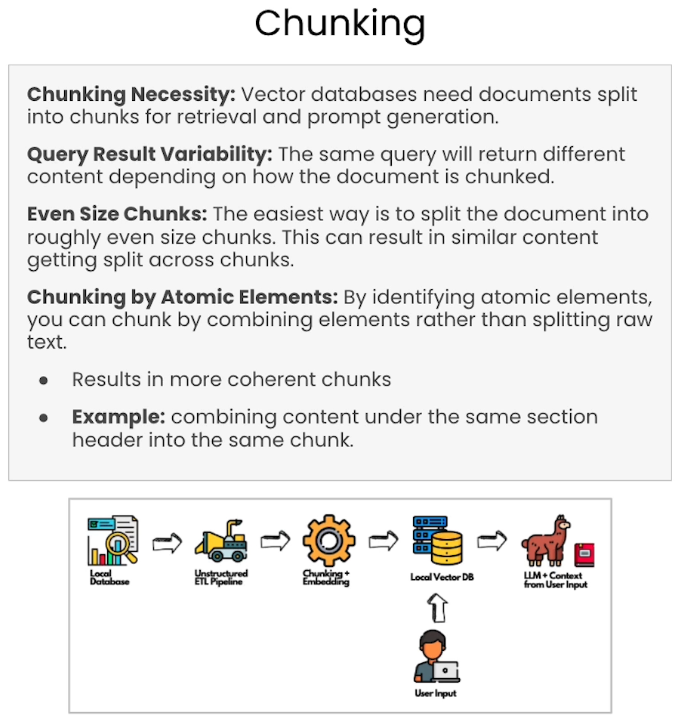 Chunking
Chunking Necessity: Vector databases need documents split
into chunks for retrieval and prompt generation.
Query Result Variability: The same query will return different
content depending on how the document is chunked.
Even Size Chunks: The easiest way is to split the document into
roughly even size chunks. This can result in similar content
getting split across chunks.
Chunking by Atomic Elements: By identifying atomic elements,
you can chunk by combining elements rather than splitting raw
text.
● Results in more coherent chunks
● Example: combining content under the same section
header into the same chunk.
Local
Database
Unstructured
ETL Pipeline
Chunking +
Embedding
Local Vector DB
LLM + Context
from User Input
User Input